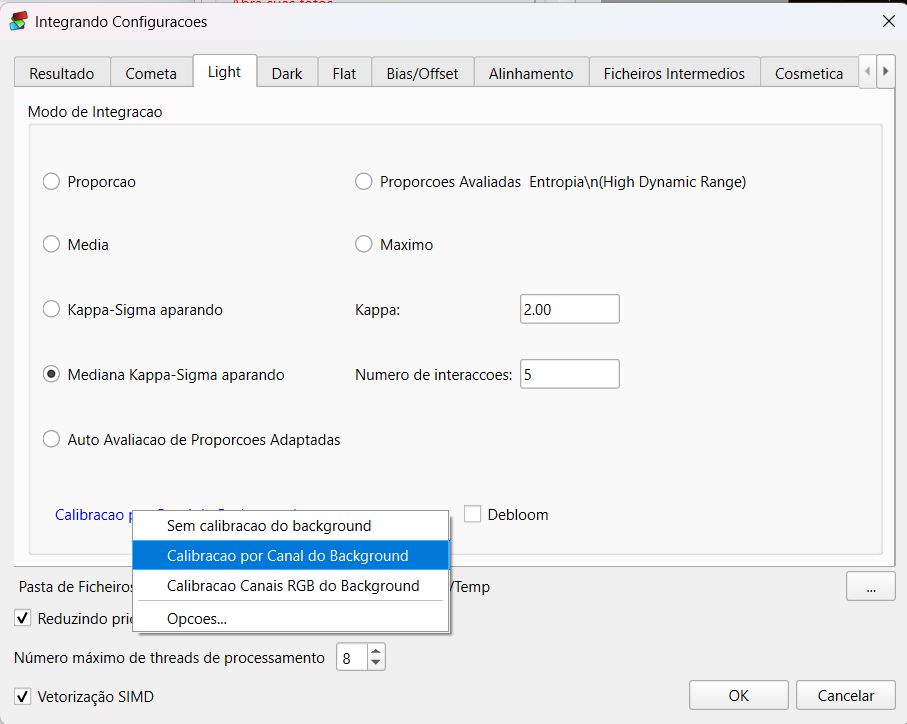 Abra suas fotos
Integrando Configuracoes
Resultado Cometa Light Dark Flat Bias/Offset Alinhamento Ficheiros Intermedios Cosmetica
Modo de Integracao
Proporcao Proporcoes Avaliadas Entropia\n(High Dynamic Range)
Media Maximo
Kappa-Sigma aparando Kappa: 2.00
Mediana Kappa-Sigma aparando Numero de interaccoes: 5
Auto Avaliacao de Proporcoes Adaptadas
Calibracao Debloom
Sem calibracao do background
Calibracao por Canal do Background
Pasta de Ficheiros Calibracao Canais RGB do Background /Temp ...
Reduzindo Opcoes...
Número máximo de threads de processamento 8
Vetorização SIMD OK Cancelar